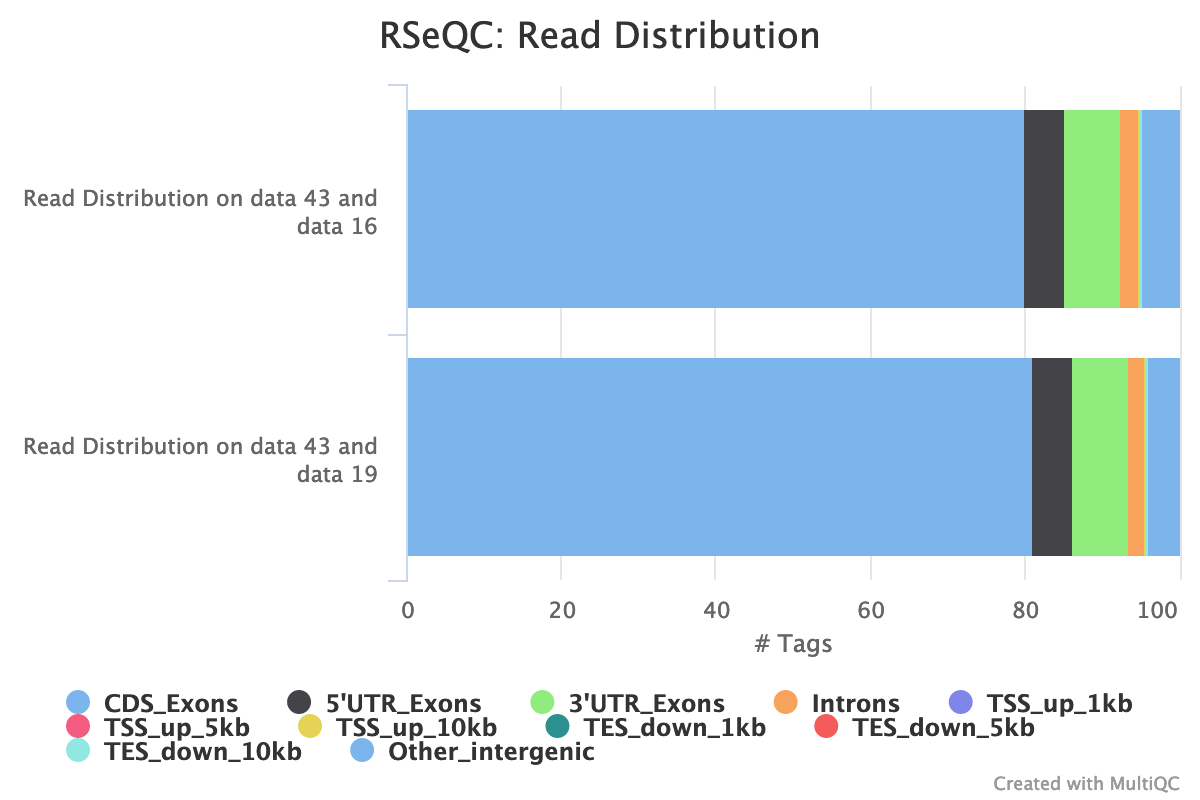 RSeQC: Read Distribution
Read Distribution on data 43 and
data 16
Read Distribution on data 43 and
data 19
0 20 40 60 80 100
# Tags
CDS_Exons 5'UTR_Exons 3'UTR_Exons Introns TSS_up_1kb
TSS_up_5kb TSS_up_10kb TES_down_1kb TES_down_5kb
TES_down_10kb Other_intergenic
Created with MultiQC